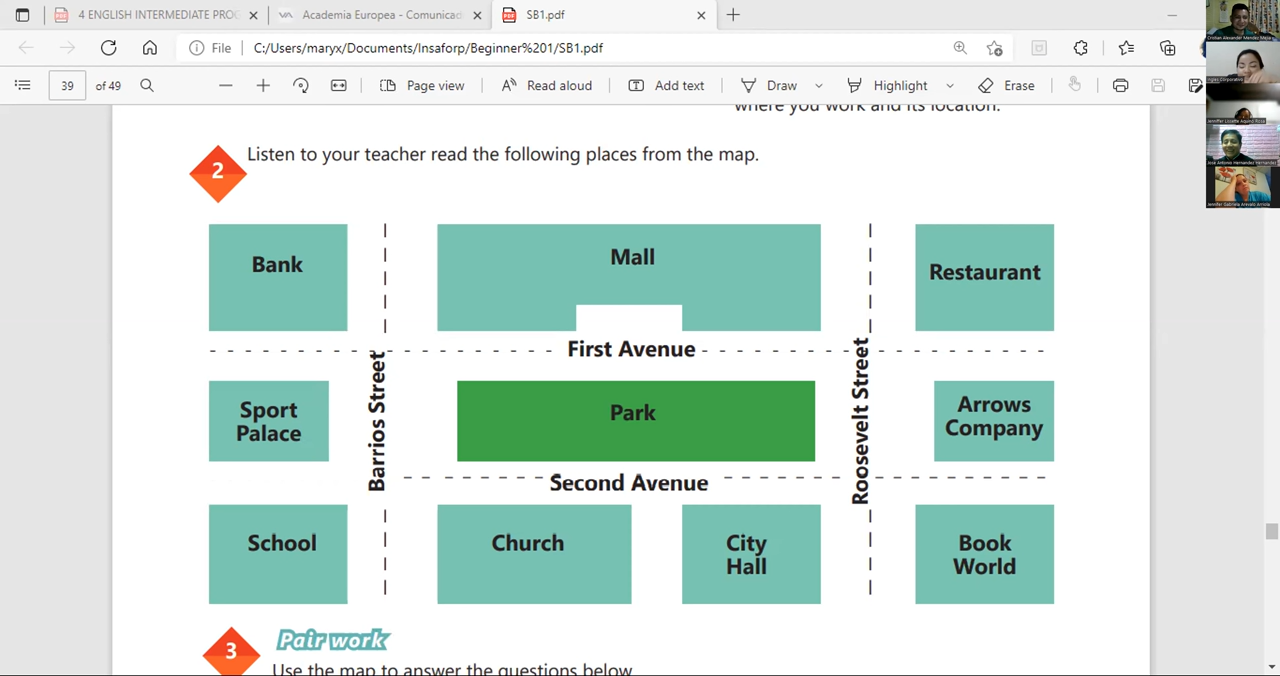 4 ENGLISH INTERMEDIATE PROG
Academia Europea - Comunicad
SB1.pdf
File
C:/Users/maryx/Documents/Insaforp/Beginner%201/SB1.pdf
39 of 49
Page view
Read aloud
Add text
Draw
Highlight
Erase
where you work and its location.
2
Listen to your teacher read the following places from the map.
Bank
Mall
Restaurant
First Avenue
Barrios Street
Roosevelt Street
Sport
Palace
Park
Arrows
Company
Second Avenue
School
Church
City
Hall
Book
World
3
Pair work
Use the map to answer the questions below